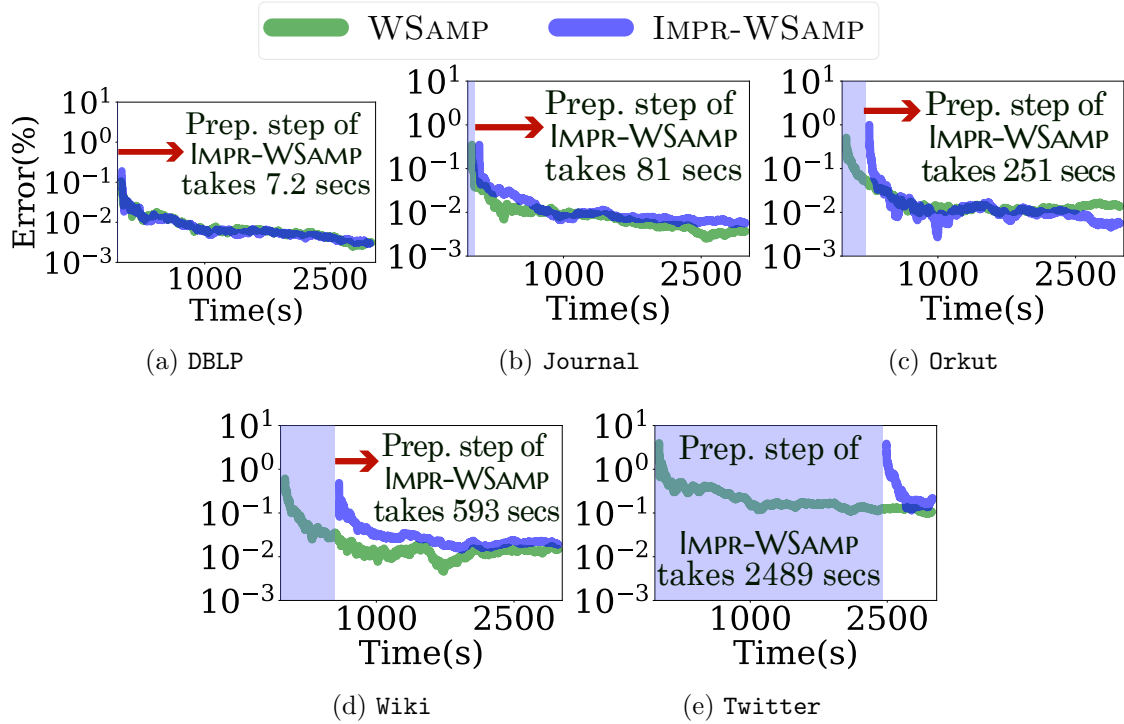 WSAMP IMPR-WSAMP
Error(%)
10^1
10^0
10^-1
10^-2
10^-3
Prep. step of
IMPR-WSAMP
takes 7.2 secs
1000 2500
Time(s)
(a) DBLP
10^1
10^0
10^-1
10^-2
10^-3
Prep. step of
IMPR-WSAMP
takes 81 secs
1000 2500
Time(s)
(b) Journal
10^1
10^0
10^-1
10^-2
10^-3
Prep. step of
IMPR-WSAMP
takes 251 secs
1000 2500
Time(s)
(c) Orkut
10^1
10^0
10^-1
10^-2
10^-3
Prep. step of
IMPR-WSAMP
takes 593 secs
1000 2500
Time(s)
(d) Wiki
10^1
10^0
10^-1
10^-2
10^-3
Prep. step of
IMPR-WSAMP
takes 2489 secs
1000 2500
Time(s)
(e) Twitter